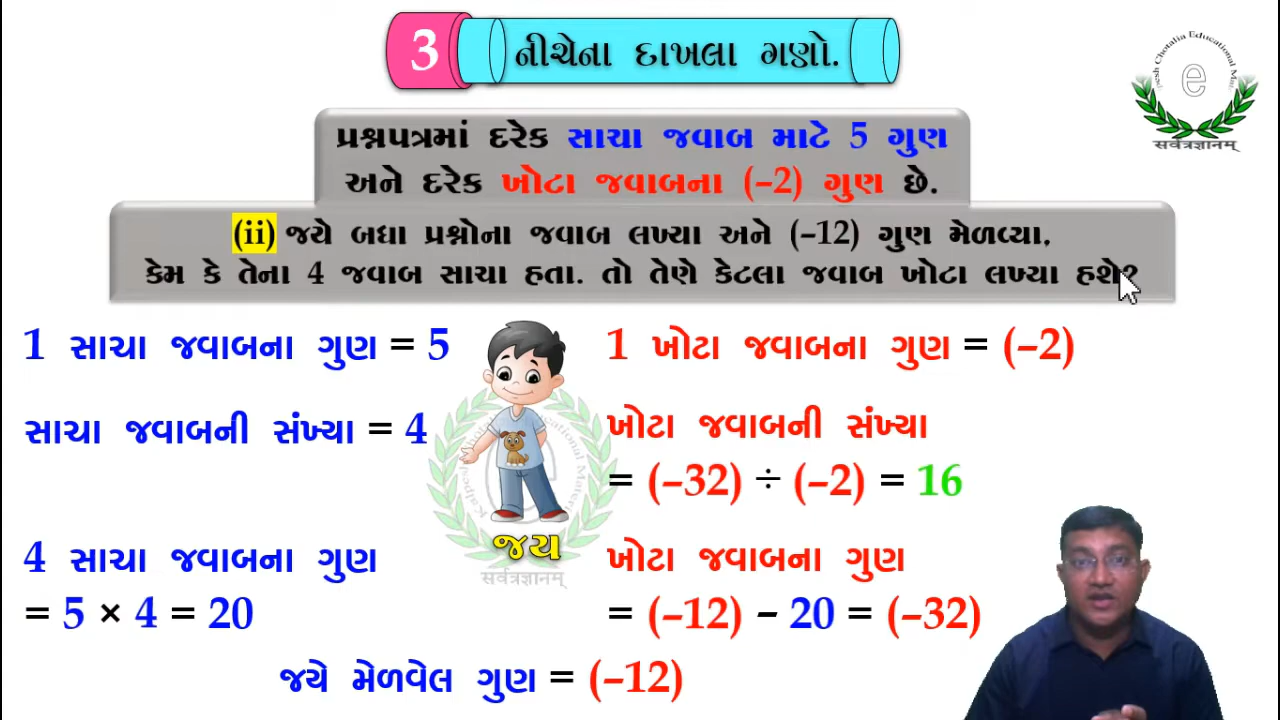 3 નીચેના દાખલા ગણો.
e
સર્વત્રજ્ઞાનમ્
પ્રશ્નપત્રમાં દરેક સાચા જવાબ માટે 5 ગુણ
અને દરેક ખોટા જવાબના (–2) ગુણ છે.
(ii) જયે બધા પ્રશ્નોના જવાબ લખ્યા અને (–12) ગુણ મેળવ્યા,
કેમ કે તેના 4 જવાબ સાચા હતા. તો તેણે કેટલા જવાબ ખોટા લખ્યા હશે?
1 સાચા જવાબના ગુણ = 5
સાચા જવાબની સંખ્યા = 4
4 સાચા જવાબના ગુણ
= 5 × 4 = 20
જય
સર્વત્રજ્ઞાનમ્
1 ખોટા જવાબના ગુણ = (–2)
ખોટા જવાબની સંખ્યા
= (–32) ÷ (–2) = 16
ખોટા જવાબના ગુણ
= (–12) – 20 = (–32)
જયે મેળવેલ ગુણ = (–12)